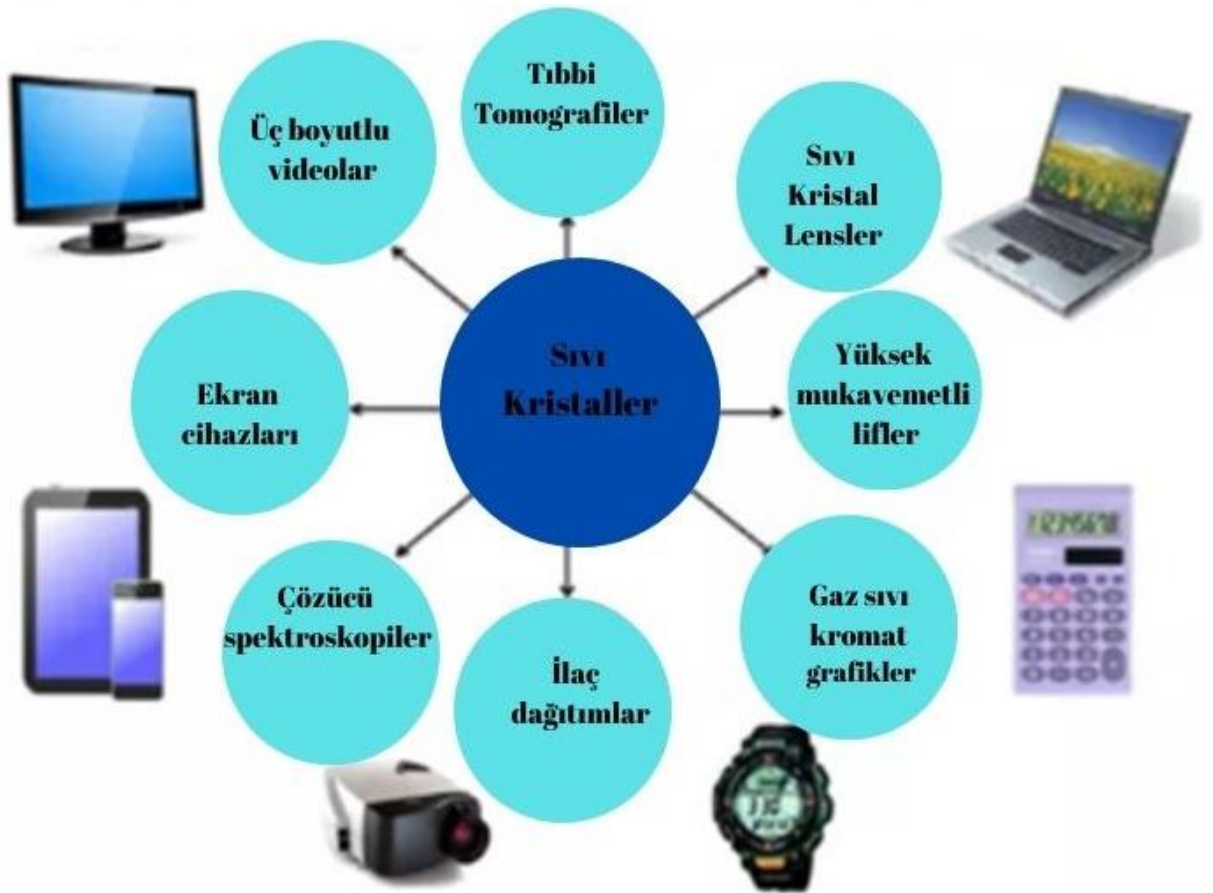 Tıbbi
Tomografiler
Üç boyutlu
videolar
Sıvı
Kristal
Lensler
Sıvı
Kristaller
Yüksek
mukavemetli
lifler
Ekran
cihazları
Çözücü
spektroskopiler
İlaç
dağıtımlar
Gaz sıvı
kromat
grafikler
12345678